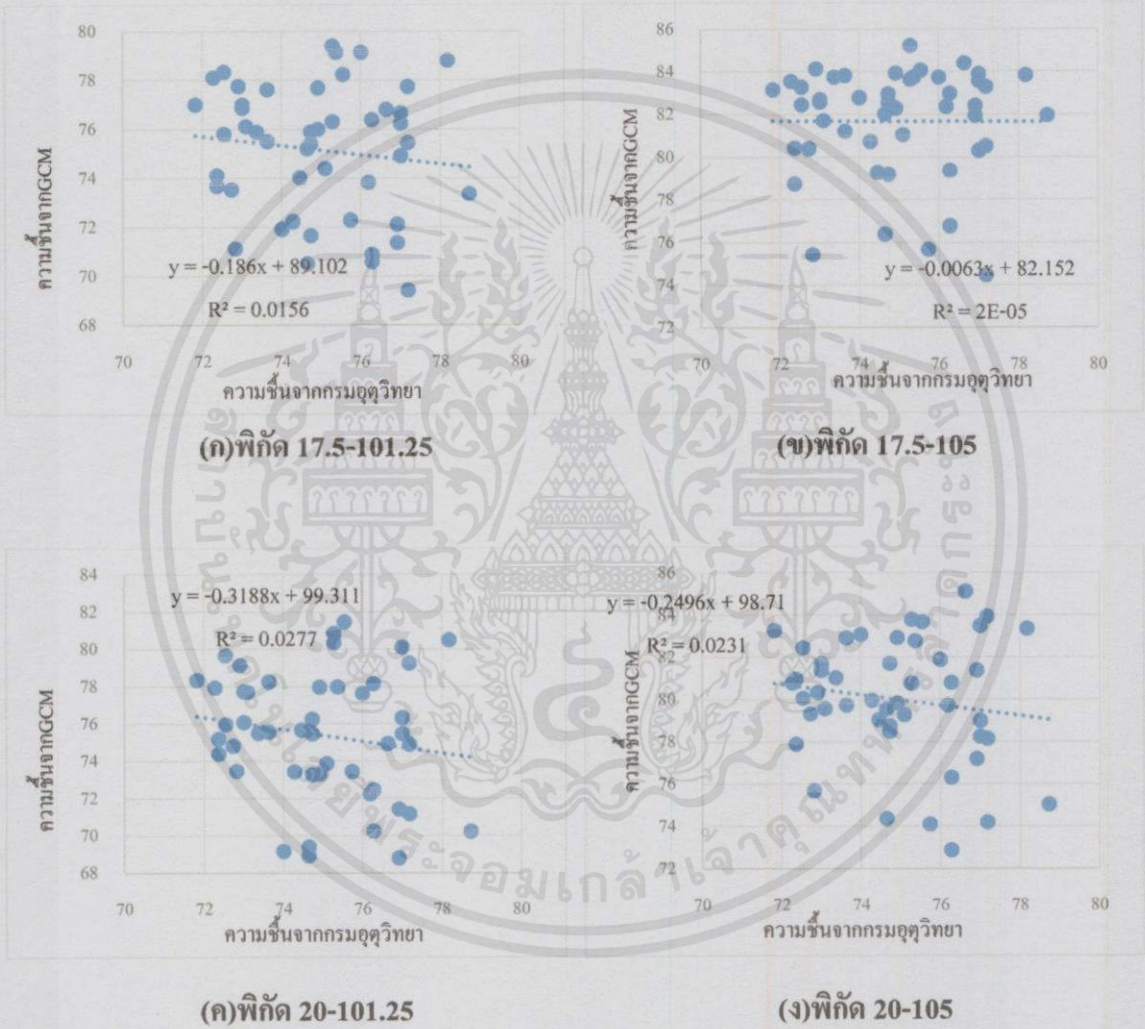 80
78
76
74
72
70
68
ความชื้นจากGCM
y = -0.186x + 89.102
R² = 0.0156
70 72 74 76 78 80
ความชื้นจากกรมอุตุวิทยา
(ก)พิกัด 17.5-101.25
86
84
82
80
78
76
74
72
ความชื้นจากGCM
y = -0.0063x + 82.152
R² = 2E-05
70 72 74 76 78 80
ความชื้นจากกรมอุตุวิทยา
(ข)พิกัด 17.5-105
84
82
80
78
76
74
72
70
68
ความชื้นจากGCM
y = -0.3188x + 99.311
R² = 0.0277
70 72 74 76 78 80
ความชื้นจากกรมอุตุวิทยา
(ค)พิกัด 20-101.25
86
84
82
80
78
76
74
72
ความชื้นจากGCM
y = -0.2496x + 98.71
R² = 0.0231
70 72 74 76 78 80
ความชื้นจากกรมอุตุวิทยา
(ง)พิกัด 20-105